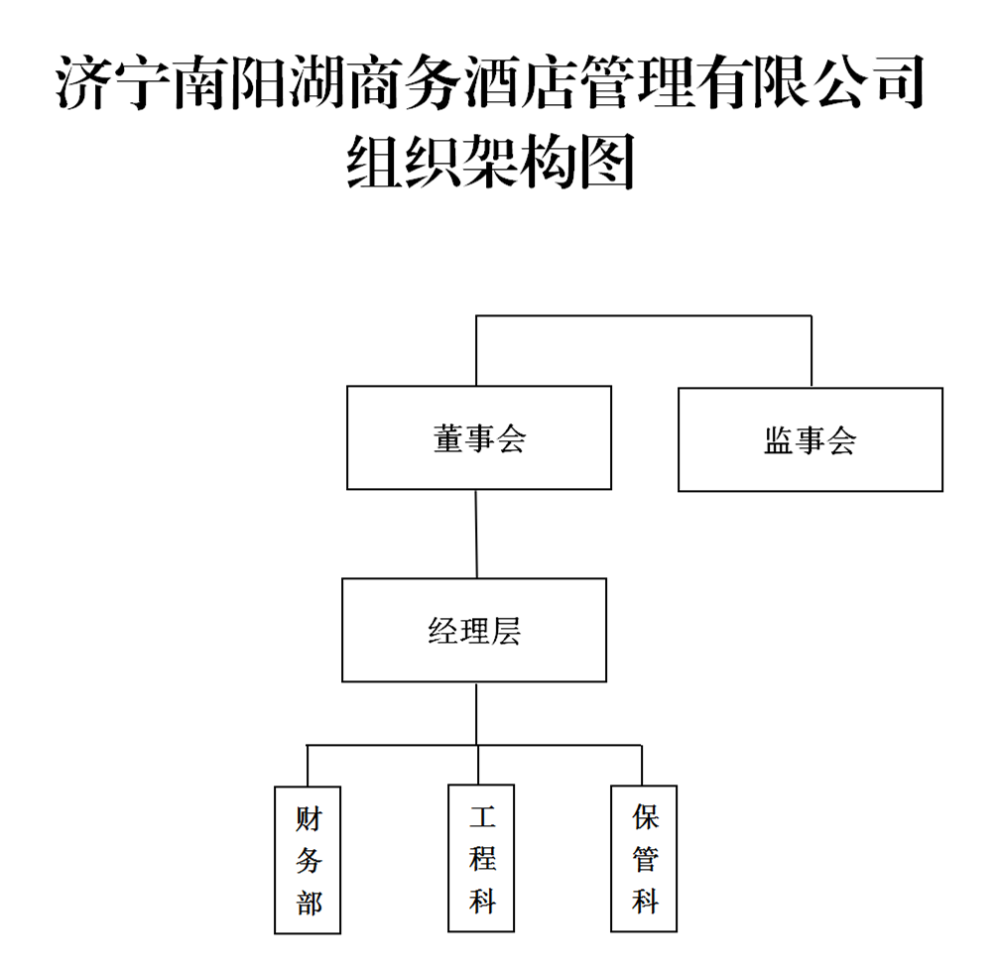 济宁南阳湖商务酒店管理有限公司
组织架构图
董事会
监事会
经理层
财务部
工程科
保管科